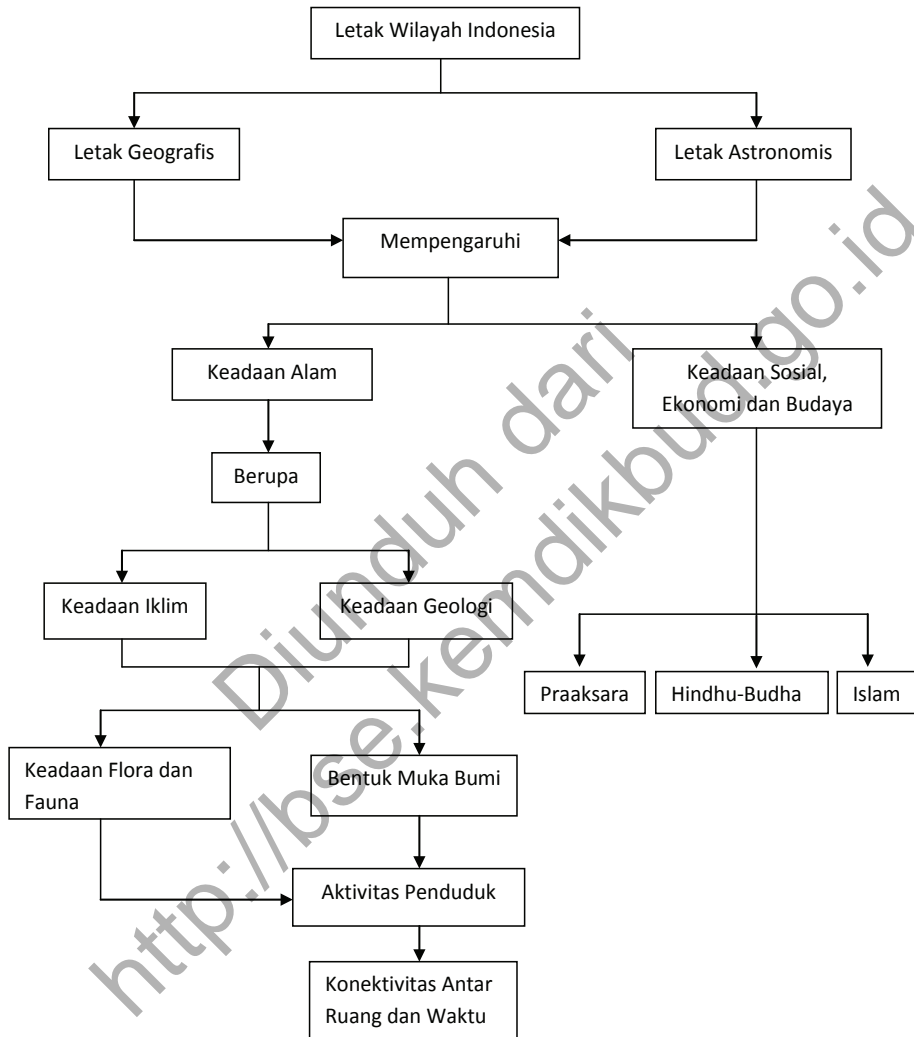 Letak Wilayah Indonesia
Letak Geografis
Letak Astronomis
Mempengaruhi
Keadaan Alam
Keadaan Sosial,
Ekonomi dan Budaya
Berupa
Keadaan Iklim
Keadaan Geologi
Praaksara
Hindhu-Budha
Islam
Keadaan Flora dan
Fauna
Bentuk Muka Bumi
Aktivitas Penduduk
Konektivitas Antar
Ruang dan Waktu
Diunduh dari
http://bse.kemdikbud.go.id